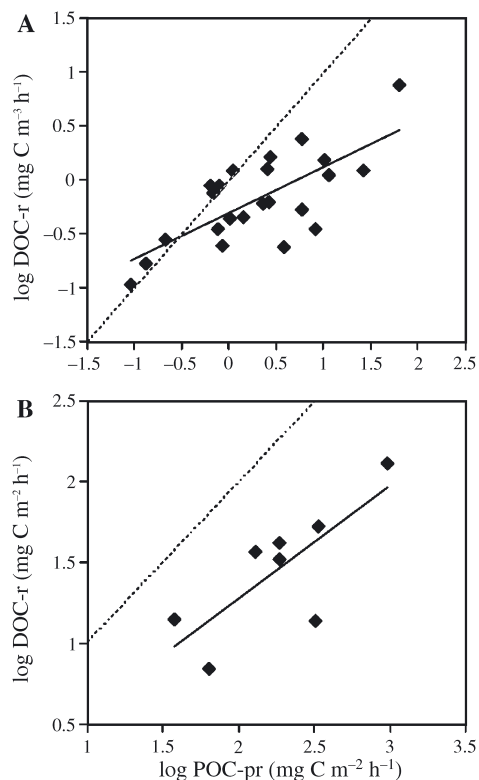 A
1.5
1
0.5
0
–0.5
–1
–1.5
log DOC-r (mg C m⁻³ h⁻¹)
–1.5 –1 –0.5 0 0.5 1 1.5 2 2.5
B
2.5
2
1.5
1
0.5
log DOC-r (mg C m⁻² h⁻¹)
1 1.5 2 2.5 3 3.5
log POC-pr (mg C m⁻² h⁻¹)